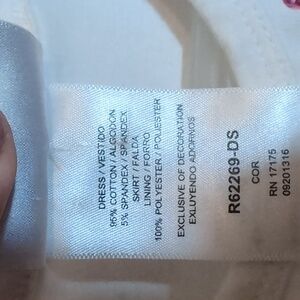 DRESS / VESTIDO
95% COTTON / ALGODON
5% SPANDEX / SPANDEX
SKIRT / FALDA
LINING / FORRO
100% POLYESTER / POLIESTER
EXCLUSIVE OF DECORATION
EXLUYENDO ADORNOS
R62269-DS
COR
RN 17175
09201316